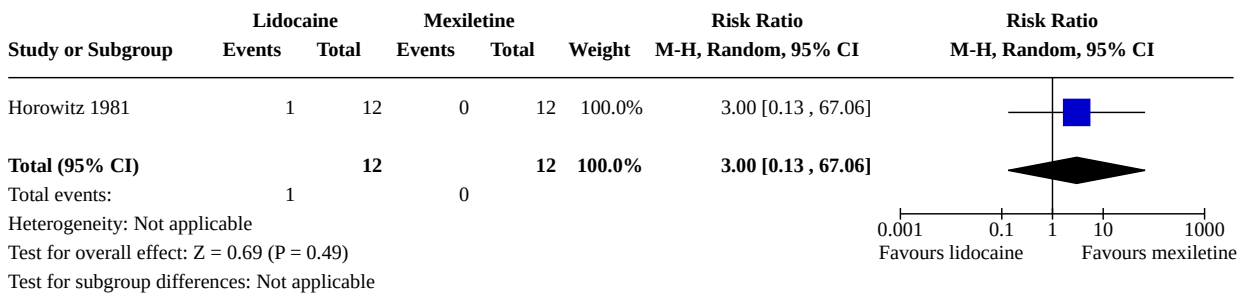 Lidocaine Mexiletine Risk Ratio Risk Ratio
Study or Subgroup Events Total Events Total Weight M-H, Random, 95% CI M-H, Random, 95% CI
Horowitz 1981 1 12 0 12 100.0% 3.00 [0.13 , 67.06]
Total (95% CI) 12 12 100.0% 3.00 [0.13 , 67.06]
Total events: 1 0
Heterogeneity: Not applicable
0.001 0.1 1 10 1000
Test for overall effect: Z = 0.69 (P = 0.49) Favours lidocaine Favours mexiletine
Test for subgroup differences: Not applicable